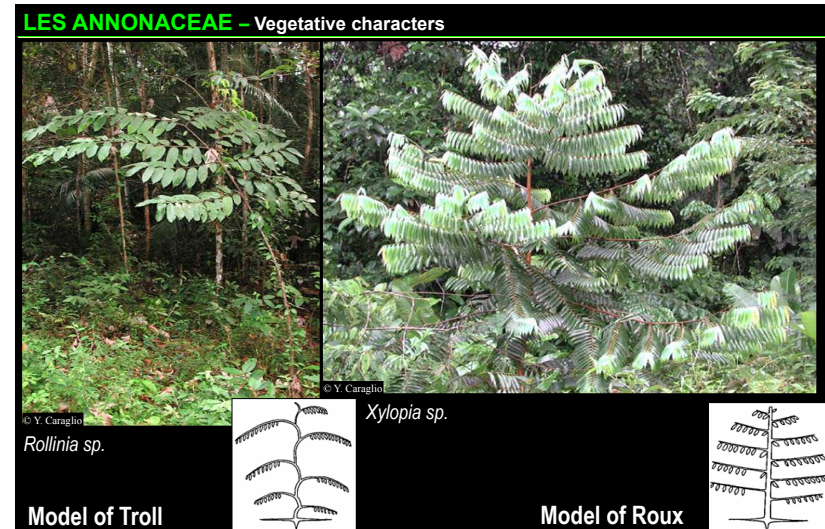 LES ANNONACEAE – Vegetative characters
© Y. Caraglio
© Y. Caraglio
Rollinia sp.
Xylopia sp.
Model of Troll
Model of Roux